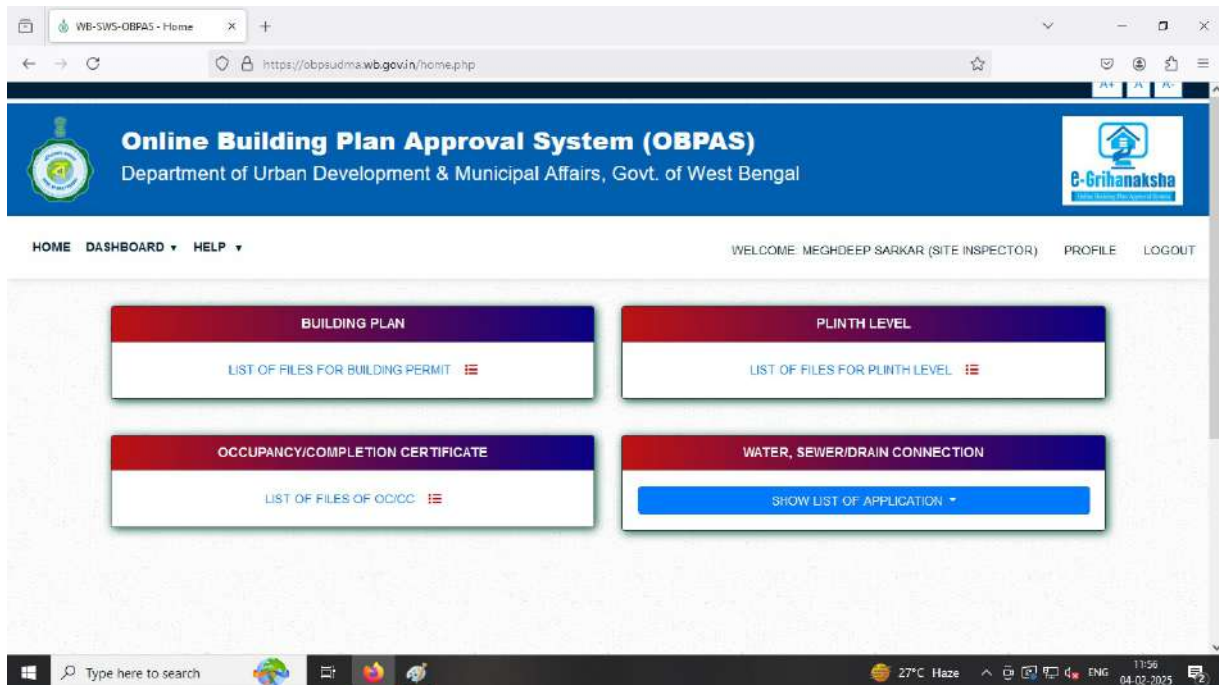 WB-SWS-OBPAS - Home
https://obpsudma.wb.gov.in/home.php
A+ A A-
Online Building Plan Approval System (OBPAS)
Department of Urban Development & Municipal Affairs, Govt. of West Bengal
e-Grihanaksha
HOME DASHBOARD HELP WELCOME: MEGHDEEP SARKAR (SITE INSPECTOR) PROFILE LOGOUT
BUILDING PLAN
LIST OF FILES FOR BUILDING PERMIT
PLINTH LEVEL
LIST OF FILES FOR PLINTH LEVEL
OCCUPANCY/COMPLETION CERTIFICATE
LIST OF FILES OF OC/CC
WATER, SEWER/DRAIN CONNECTION
SHOW LIST OF APPLICATION
Type here to search
27°C Haze
ENG
11:56
04-02-2025
2